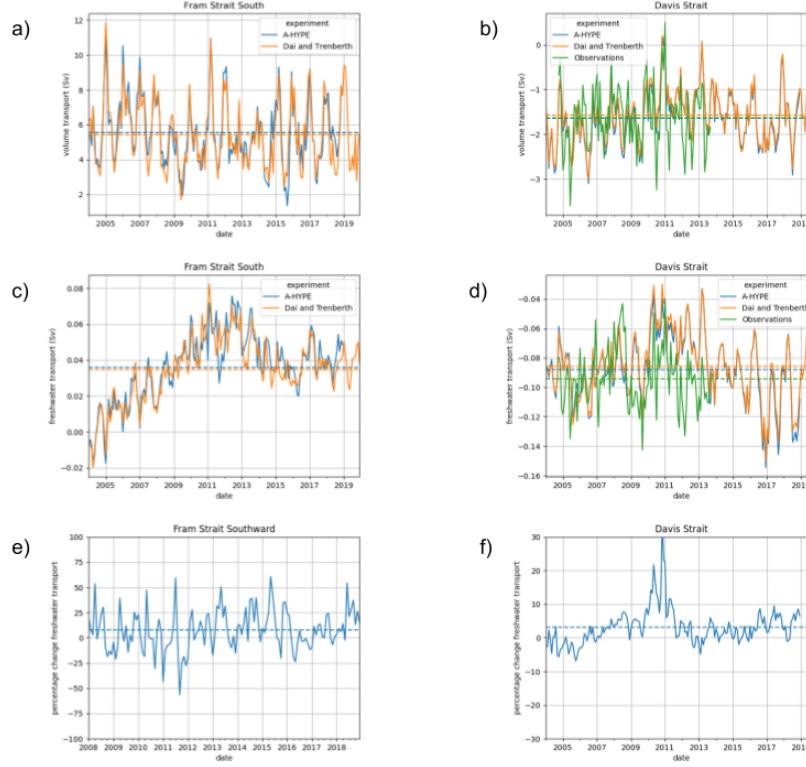 a)
Fram Strait South
volume transport (Sv)
12
10
8
6
4
2
experiment
A-HYPE
Dai and Trenberth
2005 2007 2009 2011 2013 2015 2017 2019
date
b)
Davis Strait
volume transport (Sv)
0
−1
−2
−3
experiment
A-HYPE
Dai and Trenberth
Observations
2005 2007 2009 2011 2013 2015 2017 2019
date
c)
Fram Strait South
freshwater transport (Sv)
0.08
0.06
0.04
0.02
0.00
−0.02
experiment
A-HYPE
Dai and Trenberth
2005 2007 2009 2011 2013 2015 2017 2019
date
d)
Davis Strait
freshwater transport (Sv)
−0.04
−0.06
−0.08
−0.10
−0.12
−0.14
−0.16
experiment
A-HYPE
Dai and Trenberth
Observations
2005 2007 2009 2011 2013 2015 2017 2019
date
e)
Fram Strait Southward
percentage change freshwater transport
100
75
50
25
0
−25
−50
−75
−100
2008 2009 2010 2011 2012 2013 2014 2015 2016 2017 2018
date
f)
Davis Strait
percentage change freshwater transport
30
20
10
0
−10
−20
−30
2005 2007 2009 2011 2013 2015 2017 2019
date